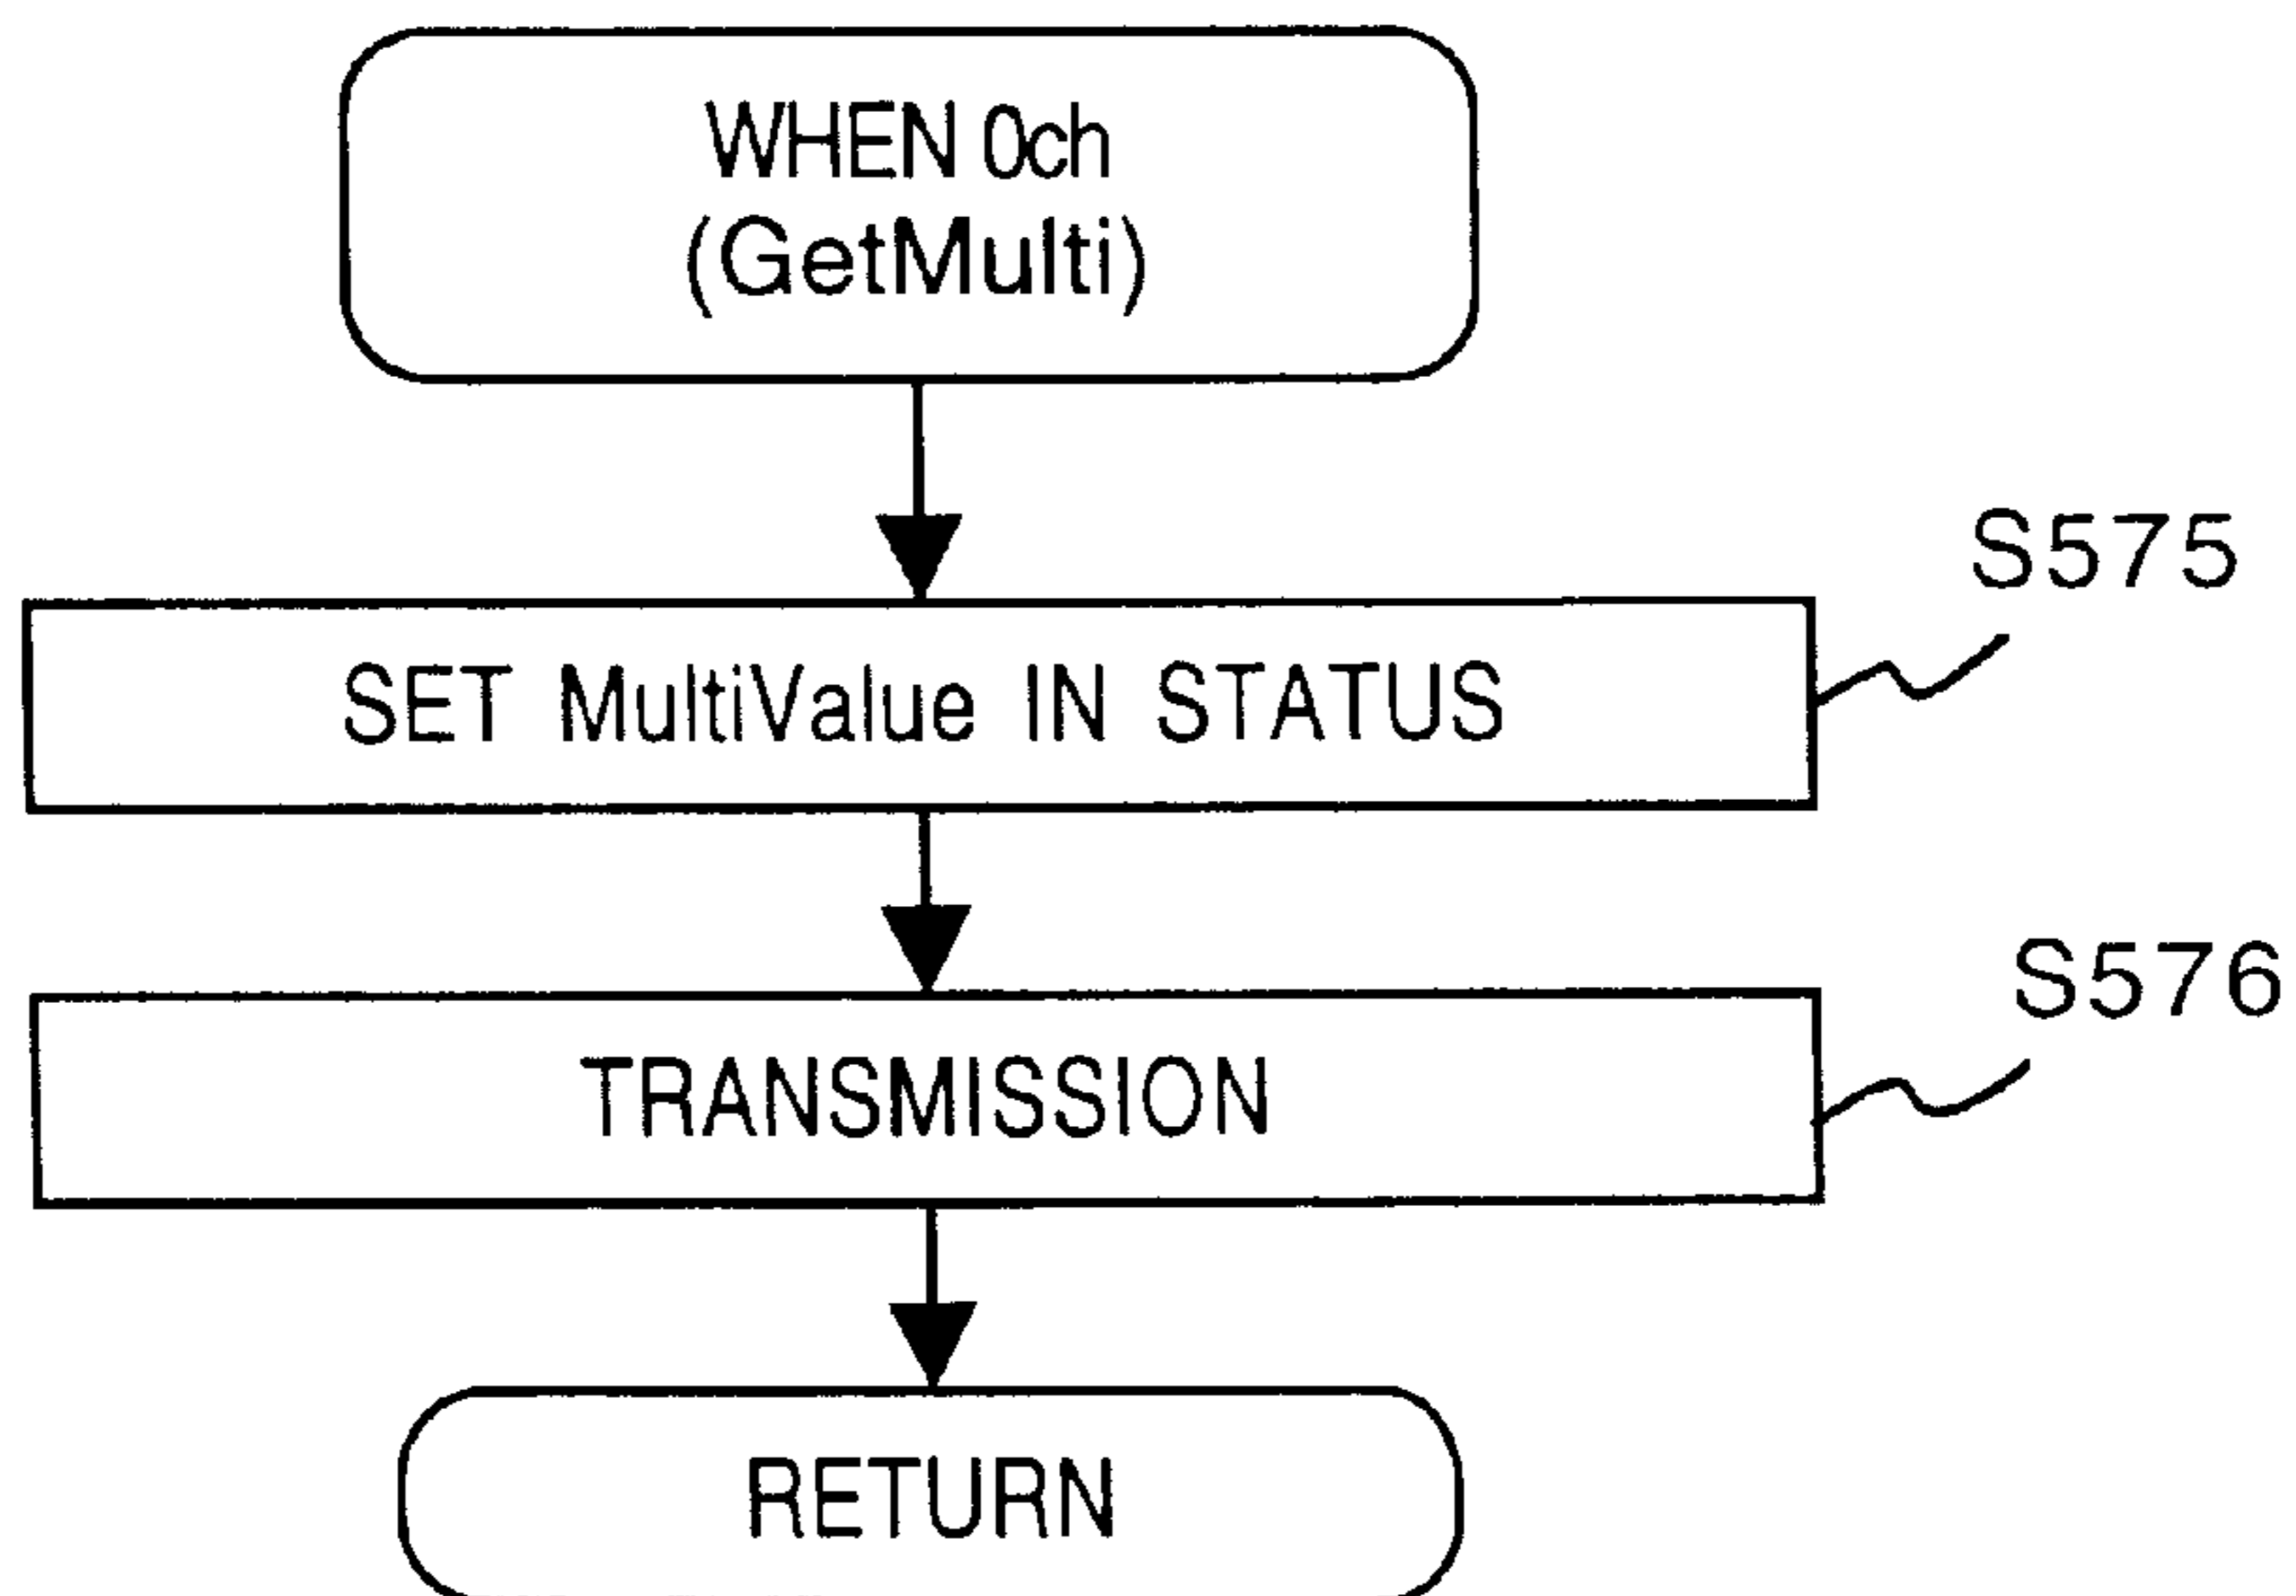 WHEN 0ch
(GetMulti)
S575
SET MultiValue IN STATUS
S576
TRANSMISSION
RETURN